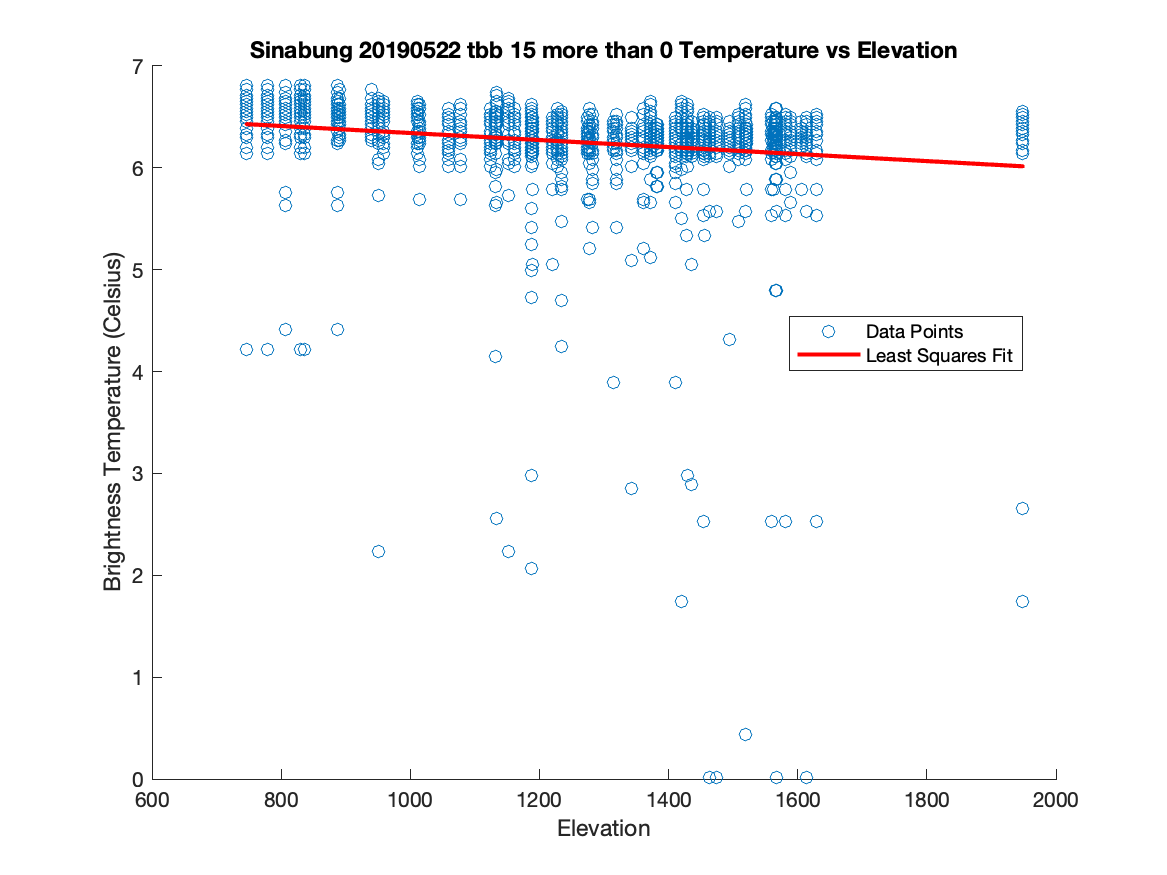 Sinabung 20190522 tbb 15 more than 0 Temperature vs Elevation
7
6
5
4
3
2
1
0
Brightness Temperature (Celsius)
Data Points
Least Squares Fit
600 800 1000 1200 1400 1600 1800 2000
Elevation